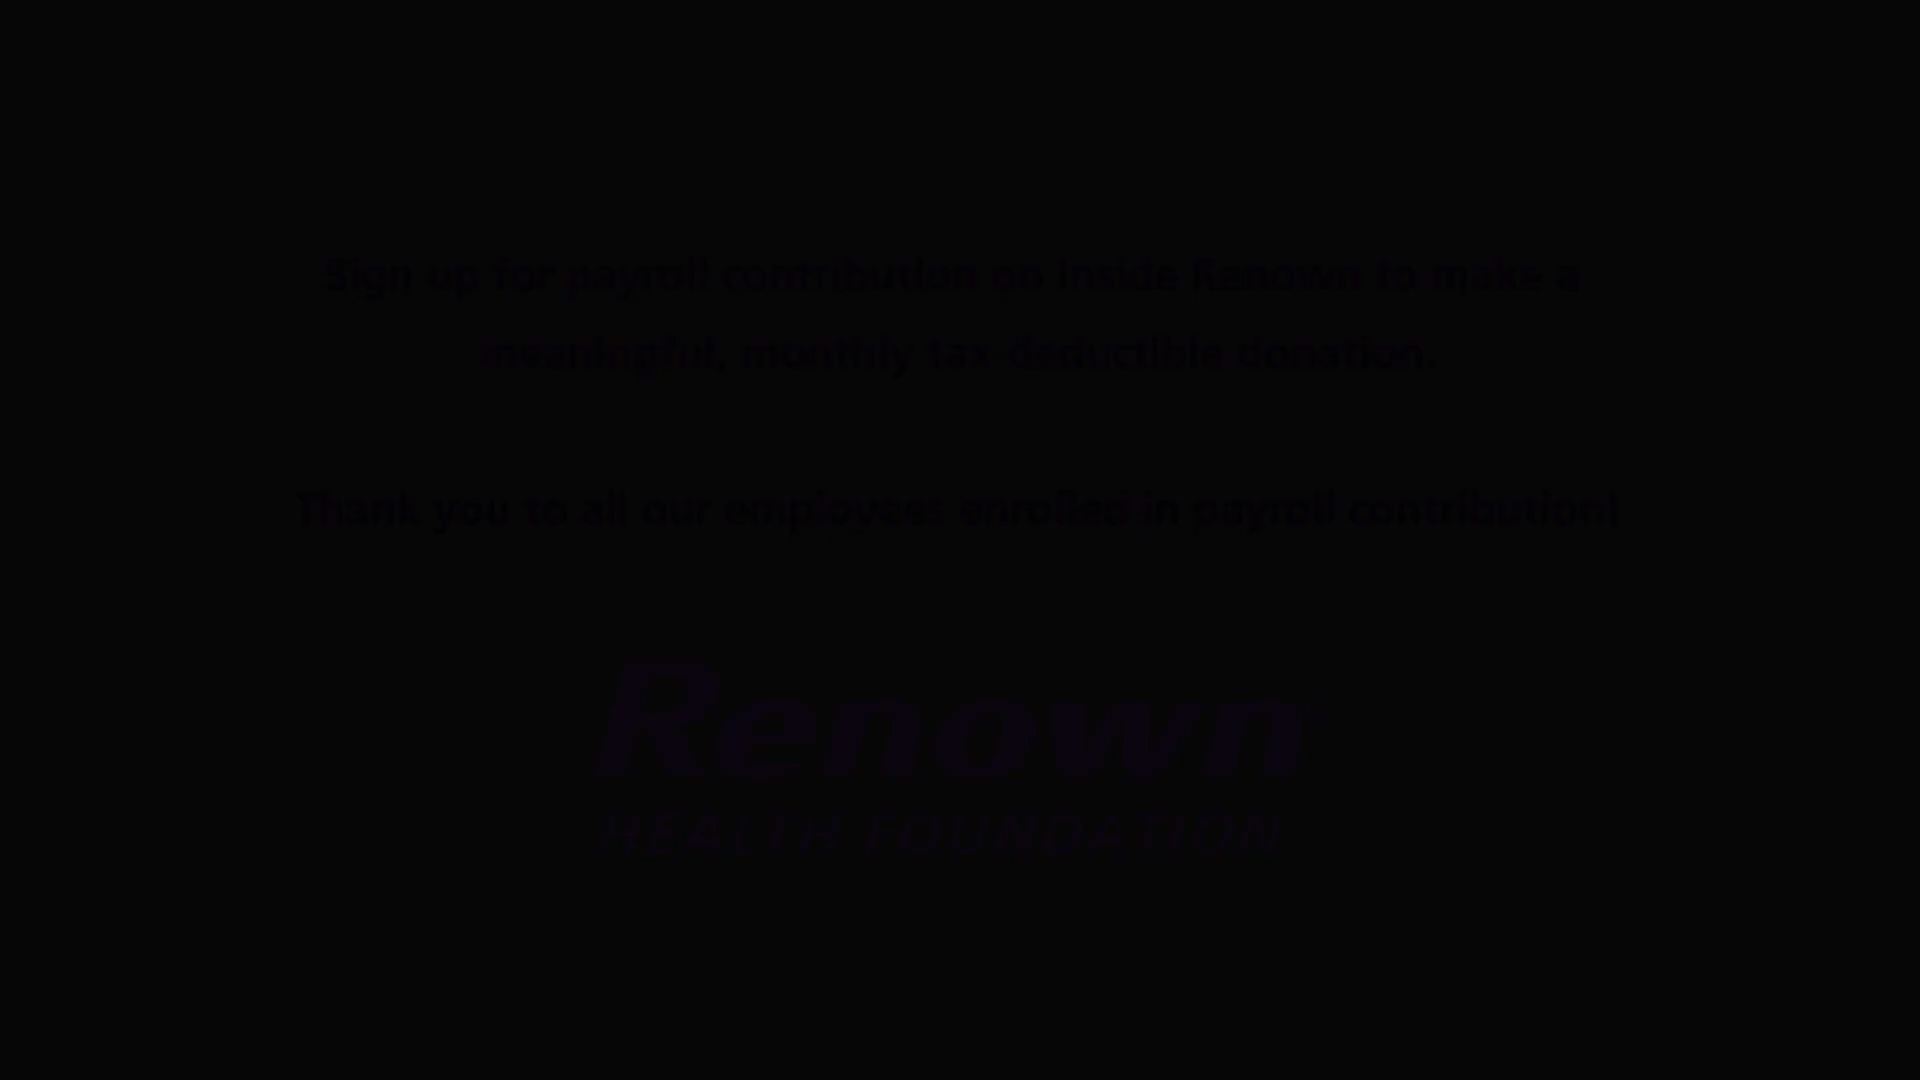 Sign up for payroll contribution on Inside Renown to make a
meaningful, monthly tax-deductible donation.
Thank you to all our employees enrolled in payroll contribution!
Renown
HEALTH FOUNDATION